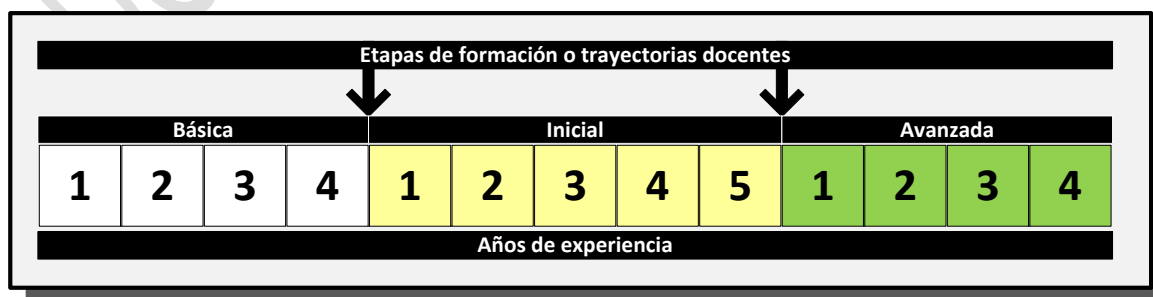 Etapas de formación o trayectorias docentes
Básica Inicial Avanzada
1 2 3 4 1 2 3 4 5 1 2 3 4
Años de experiencia